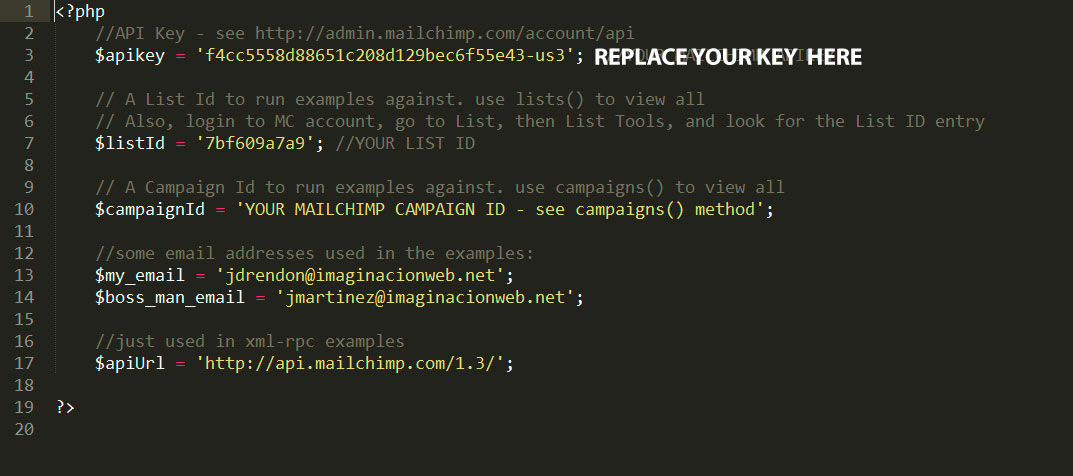 1 <?php
2 //API Key - see http://admin.mailchimp.com/account/api
3 $apikey = 'f4cc5558d88651c208d129bec6f55e43-us3'; REPLACE YOUR KEY HERE
4
5 // A List Id to run examples against. use lists() to view all
6 // Also, login to MC account, go to List, then List Tools, and look for the List ID entry
7 $listId = '7bf609a7a9'; //YOUR LIST ID
8
9 // A Campaign Id to run examples against. use campaigns() to view all
10 $campaignId = 'YOUR MAILCHIMP CAMPAIGN ID - see campaigns() method';
11
12 //some email addresses used in the examples:
13 $my_email = 'jdrendon@imaginacionweb.net';
14 $boss_man_email = 'jmartinez@imaginacionweb.net';
15
16 //just used in xml-rpc examples
17 $apiUrl = 'http://api.mailchimp.com/1.3/';
18
19 ?>
20